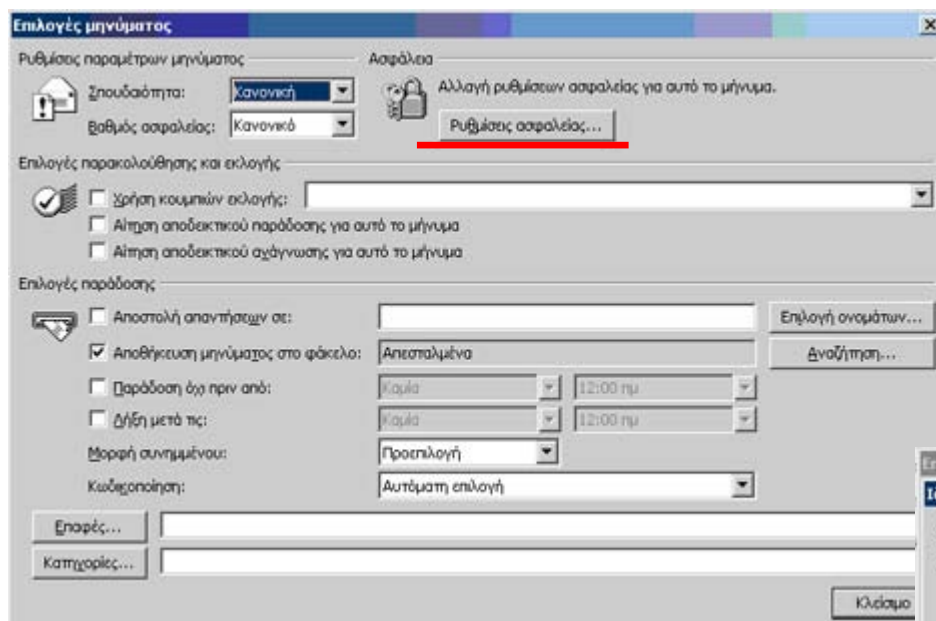 Επιλογές μηνύματος
Ρυθμίσεις παραμέτρων μηνύματος
Ασφάλεια
Σπουδαιότητα: Κανονική
Αλλαγή ρυθμίσεων ασφαλείας για αυτό το μήνυμα.
Βαθμός ασφαλείας: Κανονικό
Ρυθμίσεις ασφαλείας...
Επιλογές παρακολούθησης και εκλογής
Χρήση κουμπιών εκλογής:
Αίτηση αποδεικτικού παράδοσης για αυτό το μήνυμα
Αίτηση αποδεικτικού ανάγνωσης για αυτό το μήνυμα
Επιλογές παράδοσης
Αποστολή απαντήσεων σε: Επιλογή ονομάτων...
Αποθήκευση μηνύματος στο φάκελο: Απεσταλμένα Αναζήτηση...
Παράδοση όχι πριν από: Καμία 12:00 πμ
Λήξη μετά τις: Καμία 12:00 πμ
Μορφή συνημμένου: Προεπιλογή
Κωδικοποίηση: Αυτόματη επιλογή
Επαφές...
Κατηγορίες...
Κλείσιμο